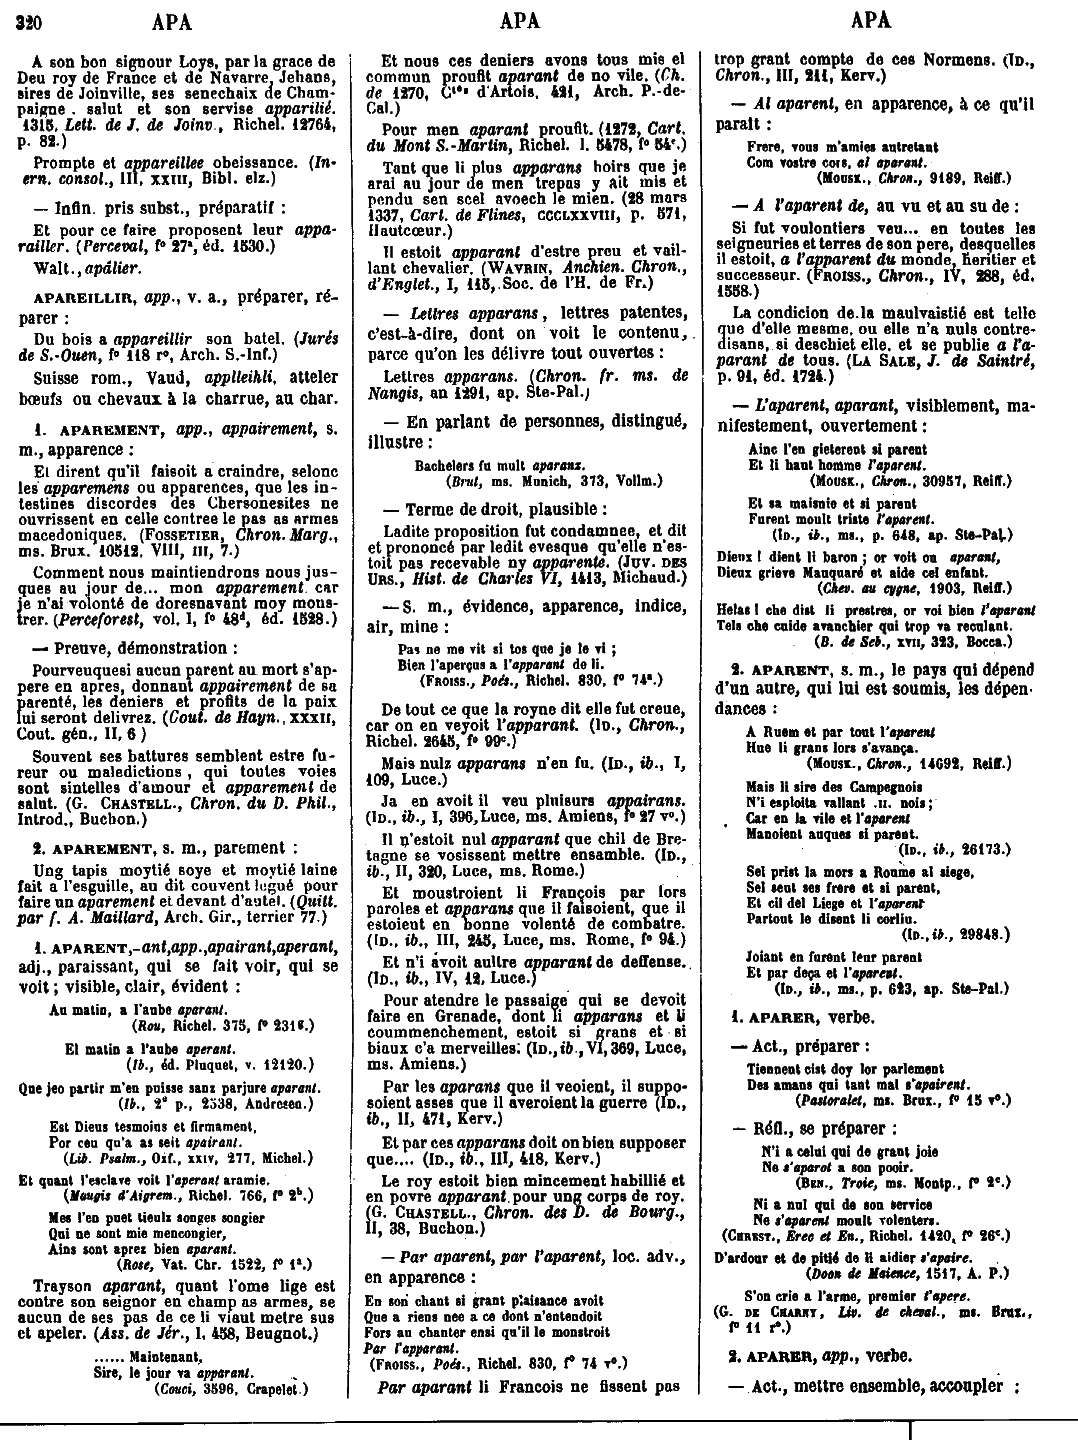 320
APA
APA
APA
A son bon signour Loys, par la grace de
Deu roy de France et de Navarre, Jehans,
sires de Joinville, ses senechaix de Cham-
paigne, salut et son servise apparilié.
1315, Lett. de J. de Joinv., Richel. 12764,
p. 82.)
Prompte et appareillee obeissance. (In-
ern. consol., III, XXIII, Bibl. elz.)
— Infin. pris subst., préparatif :
Et pour ce faire proposent leur appa-
railler. (Perceval, f° 27ª, éd. 1530.)
Walt., apâlier.
APAREILLIR, app., v. a., préparer, ré-
parer :
Du bois a appareillir son batel. (Jurés
de S.-Ouen, f° 118 r°, Arch. S.-Inf.)
Suisse rom., Vaud, applleihli, atteler
bœufs ou chevaux à la charrue, au char.
1. APAREMENT, app., appairement, s.
m., apparence :
Et dirent qu'il faisoit a craindre, selonc
les apparemens ou apparences, que les in-
testines discordes des Chersonesites ne
ouvrissent en celle contree le pas as armes
macedoniques. (FOSSETIER, Chron. Marg.,
ms. Brux. 10512, VIII, III, 7.)
Comment nous maintiendrons nous jus-
ques au jour de... mon apparement car
je n'ai volonté de doresnavant moy mons-
trer. (Perceforest, vol. I, f° 48ᵈ, éd. 1528.)
— Preuve, démonstration :
Pourveuquesi aucun parent au mort s'ap-
pere en apres, donnant appairement de sa
parenté, les deniers et profits de la paix
lui seront delivrez. (Cout. de Hayn., XXXII,
Cout. gén., II, 6)
Souvent ses battures semblent estre fu-
reur ou maledictions, qui toutes voies
sont sintelles d'amour et apparement de
salut. (G. CHASTELL., Chron. du D. Phil.,
Introd., Buchon.)
2. APAREMENT, s. m., parement :
Ung tapis moytié soye et moytié laine
fait a l'esguille, au dit couvent legué pour
faire un aparement et devant d'autel. (Quitt.
par f. A. Maillard, Arch. Gir., terrier 77.)
1. APARENT,-ant,app.,apairant,aperant,
adj., paraissant, qui se fait voir, qui se
voit ; visible, clair, évident :
Au matin, a l'aube aparant.
(Rou, Richel. 375, f° 231ᵉ.)
El matin a l'aube aperant.
(Ib., éd. Pluquet, v. 12120.)
Que jeo partir m'en puisse sanz parjure aparant.
(Ib., 2ᵉ p., 2338, Andresen.)
Est Dieus tesmoins et firmament,
Por ceu qu'a as seit apairant.
(Lib. Psalm., Oxf., XXIV, 277, Michel.)
Et quant l'esclave voit l'aperant aramie.
(Maugis d'Aigrem., Richel. 766, f° 2ᵇ.)
Mes l'en puet tieulz songes songier
Qui ne sont mie mencongier,
Ains sont aprez bien aparant.
(Rose, Vat. Chr. 1522, f° 1ª.)
Trayson aparant, quant l'ome lige est
contre son seignor en champ as armes, se
aucun de ses pas de ce li viaut metre sus
et apeler. (Ass. de Jér., I, 458, Beugnot.)
...... Maintenant,
Sire, le jour va apparant.
(Couci, 3596, Crapelet.)
Et nous ces deniers avons tous mis el
commun proufit aparant de no vile. (Ch.
de 1270, Cᵗᵉˢ d'Artois, 421, Arch. P.-de-
Cal.)
Pour men aparant proufit. (1272, Cart.
du Mont S.-Martin, Richel. l. 5478, f° 54ᶜ.)
Tant que li plus apparans hoirs que je
arai au jour de men trepas y ait mis et
pendu sen scel avoech le mien. (28 mars
1337, Cart. de Flines, CCCLXXVIII, p. 571,
Hautcœur.)
Il estoit apparant d'estre preu et vail-
lant chevalier. (WAVRIN, Anchien. Chron.,
d'Englet., I, 115, Soc. de l'H. de Fr.)
— Lettres apparans, lettres patentes,
c'est-à-dire, dont on voit le contenu,
parce qu'on les délivre tout ouvertes :
Lettres apparans. (Chron. fr. ms. de
Nangis, an 1291, ap. Ste-Pal.)
— En parlant de personnes, distingué,
illustre :
Bachelers fu mult aparanz.
(Brut, ms. Munich, 373, Vollm.)
— Terme de droit, plausible :
Ladite proposition fut condamnee, et dit
et prononcé par ledit evesque qu'elle n'es-
toit pas recevable ny apparente. (JUV. DES
URS., Hist. de Charles VI, 1413, Michaud.)
— S. m., évidence, apparence, indice,
air, mine :
Pas ne me vit si tos que je le vi ;
Bien l'aperçus a l'apparant de li.
(FROISS., Poés., Richel. 830, f° 74ª.)
De tout ce que la royne dit elle fut creue,
car on en veyoit l'apparant. (ID., Chron.,
Richel. 2645, f° 99ᶜ.)
Mais nulz apparans n'en fu. (ID., ib., I,
109, Luce.)
Ja en avoit il veu pluisurs appairans.
(ID., ib., I, 396, Luce, ms. Amiens, f° 27 v°.)
Il n'estoit nul apparant que chil de Bre-
tagne se vosissent mettre ensamble. (ID.,
ib., II, 320, Luce, ms. Rome.)
Et moustroient li François par lors
paroles et apparans que il faisoient, que il
estoient en bonne volenté de combatre.
(ID., ib., III, 245, Luce, ms. Rome, f° 94.)
Et n'i avoit aultre apparant de deffense.
(ID., ib., IV, 12, Luce.)
Pour atendre le passaige qui se devoit
faire en Grenade, dont li apparans et li
coummenchement, estoit si grans et si
biaux c'a merveilles. (ID., ib., VI, 369, Luce,
ms. Amiens.)
Par les aparans que il veoient, il suppo-
soient asses que il averoient la guerre (ID.,
ib., II, 471, Kerv.)
Et par ces aparans doit on bien supposer
que.... (ID., ib., III, 418, Kerv.)
Le roy estoit bien mincement habillié et
en povre apparant pour ung corps de roy.
(G. CHASTELL., Chron. des D. de Bourg.,
II, 38, Buchon.)
— Par aparent, par l'aparent, loc. adv.,
en apparence :
En son chant si grant plaisance avoit
Que a riens nee a ce dont n'entendoit
Fors au chanter ensi qu'il le monstroit
Par l'apparant.
(FROISS., Poés., Richel. 830, f° 74 v°.)
Par aparant li Francois ne fissent pas
trop grant compte de ces Normens. (ID.,
Chron., III, 211, Kerv.)
— Al aparent, en apparence, à ce qu'il
paraît :
Frere, vous m'amies autretant
Com vostre cors, al aparant.
(MOUSK., Chron., 9189, Reiff.)
— A l'aparent de, au vu et au su de :
Si fut voulontiers veu... en toutes les
seigneuries et terres de son pere, desquelles
il estoit, a l'apparent du monde, heritier et
successeur. (FROISS., Chron., IV, 288, éd.
1558.)
La condicion de la maulvaistié est telle
que d'elle mesme, ou elle n'a nuls contre-
disans, si deschiet elle, et se publie a l'a-
parant de tous. (LA SALE, J. de Saintré,
p. 91, éd. 1724.)
— L'aparent, aparant, visiblement, ma-
nifestement, ouvertement :
Ainc l'en gieterent si parent
Et li haut homme l'aparent.
(MOUSK., Chron., 30957, Reiff.)
Et sa maisnie et si parent
Furent moult triste l'aparent.
(ID., ib., ms., p. 648, ap. Ste-Pal.)
Dieux ! dient li baron ; or voit on aparant,
Dieux grieve Manquaré et aide cel enfant.
(Chev. au cygne, 1903, Reiff.)
Helas ! che dist li prestres, or voi bien l'aparant
Tels che cuide avanchier qui trop va reculant.
(B. de Seb., XVII, 323, Bocca.)
2. APARENT, s. m., le pays qui dépend
d'un autre, qui lui est soumis, les dépen-
dances :
A Ruem et par tout l'aparent
Hue li grans lors s'avança.
(MOUSK., Chron., 14692, Reiff.)
Mais li sire des Campegnois
N'i esploita vallant .II. nois ;
Car en la vile et l'aparent
Manoient auques si parent.
(ID., ib., 26173.)
Sel prist la mors a Roume al siege,
Sel seut ses frere et si parent,
Et cil del Liege et l'aparent
Partout le disent li corliu.
(ID., ib., 29848.)
Joiant en furent leur parent
Et par deça et l'aparent.
(ID., ib., ms., p. 623, ap. Ste-Pal.)
1. APARER, verbe.
— Act., préparer :
Tiennent cist doy lor parlement
Des amans qui tant mal s'apairent.
(Pastoralet, ms. Brux., f° 15 v°.)
— Réfl., se préparer :
N'i a celui qui de grant joie
Ne s'aparot a son pooir.
(BEN., Troie, ms. Montp., f° 2ᶜ.)
Ni a nul qui de son service
Ne s'aparent moult volenters.
(CHREST., Erec et En., Richel. 1420, f° 26ᶜ.)
D'ardour et de pitié de li aidier s'apaire.
(Doon de Maience, 1517, A. P.)
S'on crie a l'arme, premier t'apere.
(G. DE CHARNY, Liv. de cheval., ms. Brux.,
f° 11 r°.)
2. APARER, app., verbe.
— Act., mettre ensemble, accoupler :